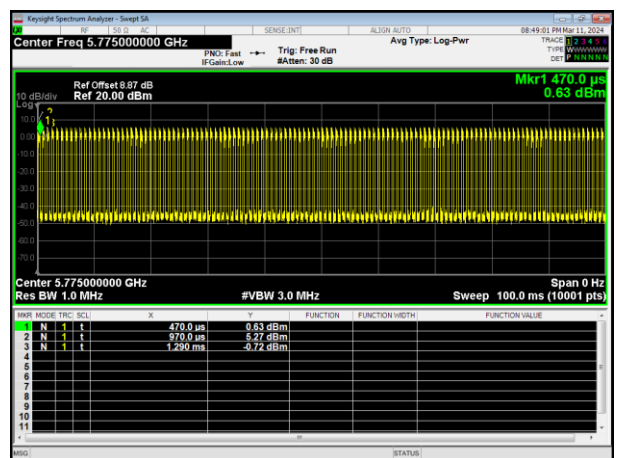 Keysight Spectrum Analyzer - Swept SA
RF 50 Ω AC SENSE:INT ALIGN AUTO 08:49:01 PM Mar 11, 2024
Center Freq 5.775000000 GHz
PNO: Fast
IFGain:Low
Trig: Free Run
#Atten: 30 dB
Avg Type: Log-Pwr
TRACE 1 2 3 4 5
TYPE WWWWWW
DET P N N N N N
Mkr1 470.0 µs
0.63 dBm
Ref Offset 8.87 dB
10 dB/div Ref 20.00 dBm
Log
10.0
0.00
-10.0
-20.0
-30.0
-40.0
-50.0
-60.0
-70.0
1
2
3
Center 5.775000000 GHz Span 0 Hz
Res BW 1.0 MHz #VBW 3.0 MHz Sweep 100.0 ms (10001 pts)
MKR MODE TRC SCL X Y FUNCTION FUNCTION WIDTH FUNCTION VALUE
1 N 1 t 470.0 µs 0.63 dBm
2 N 1 t 970.0 µs 5.27 dBm
3 N 1 t 1.290 ms -0.72 dBm
4
5
6
7
8
9
10
11
MSG STATUS